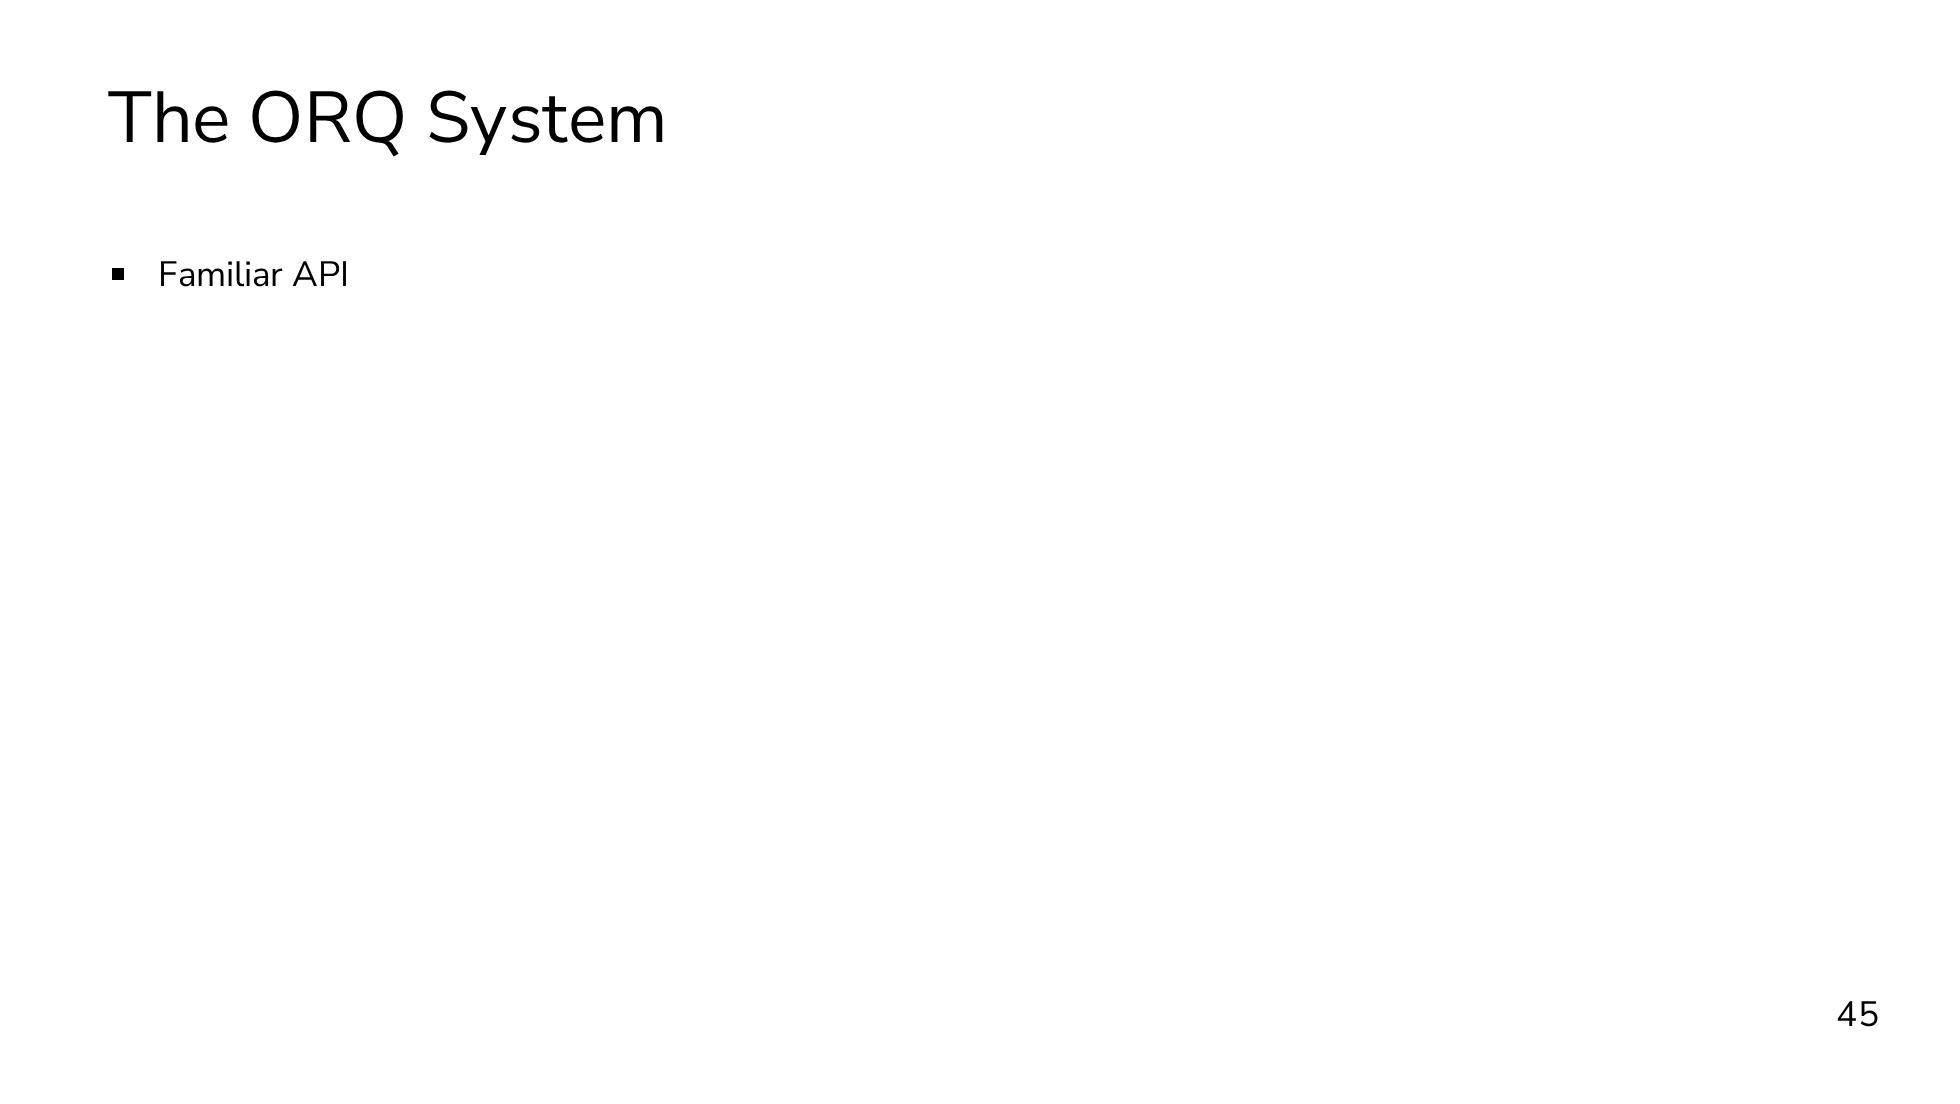 The ORQ System
▪ Familiar API
45